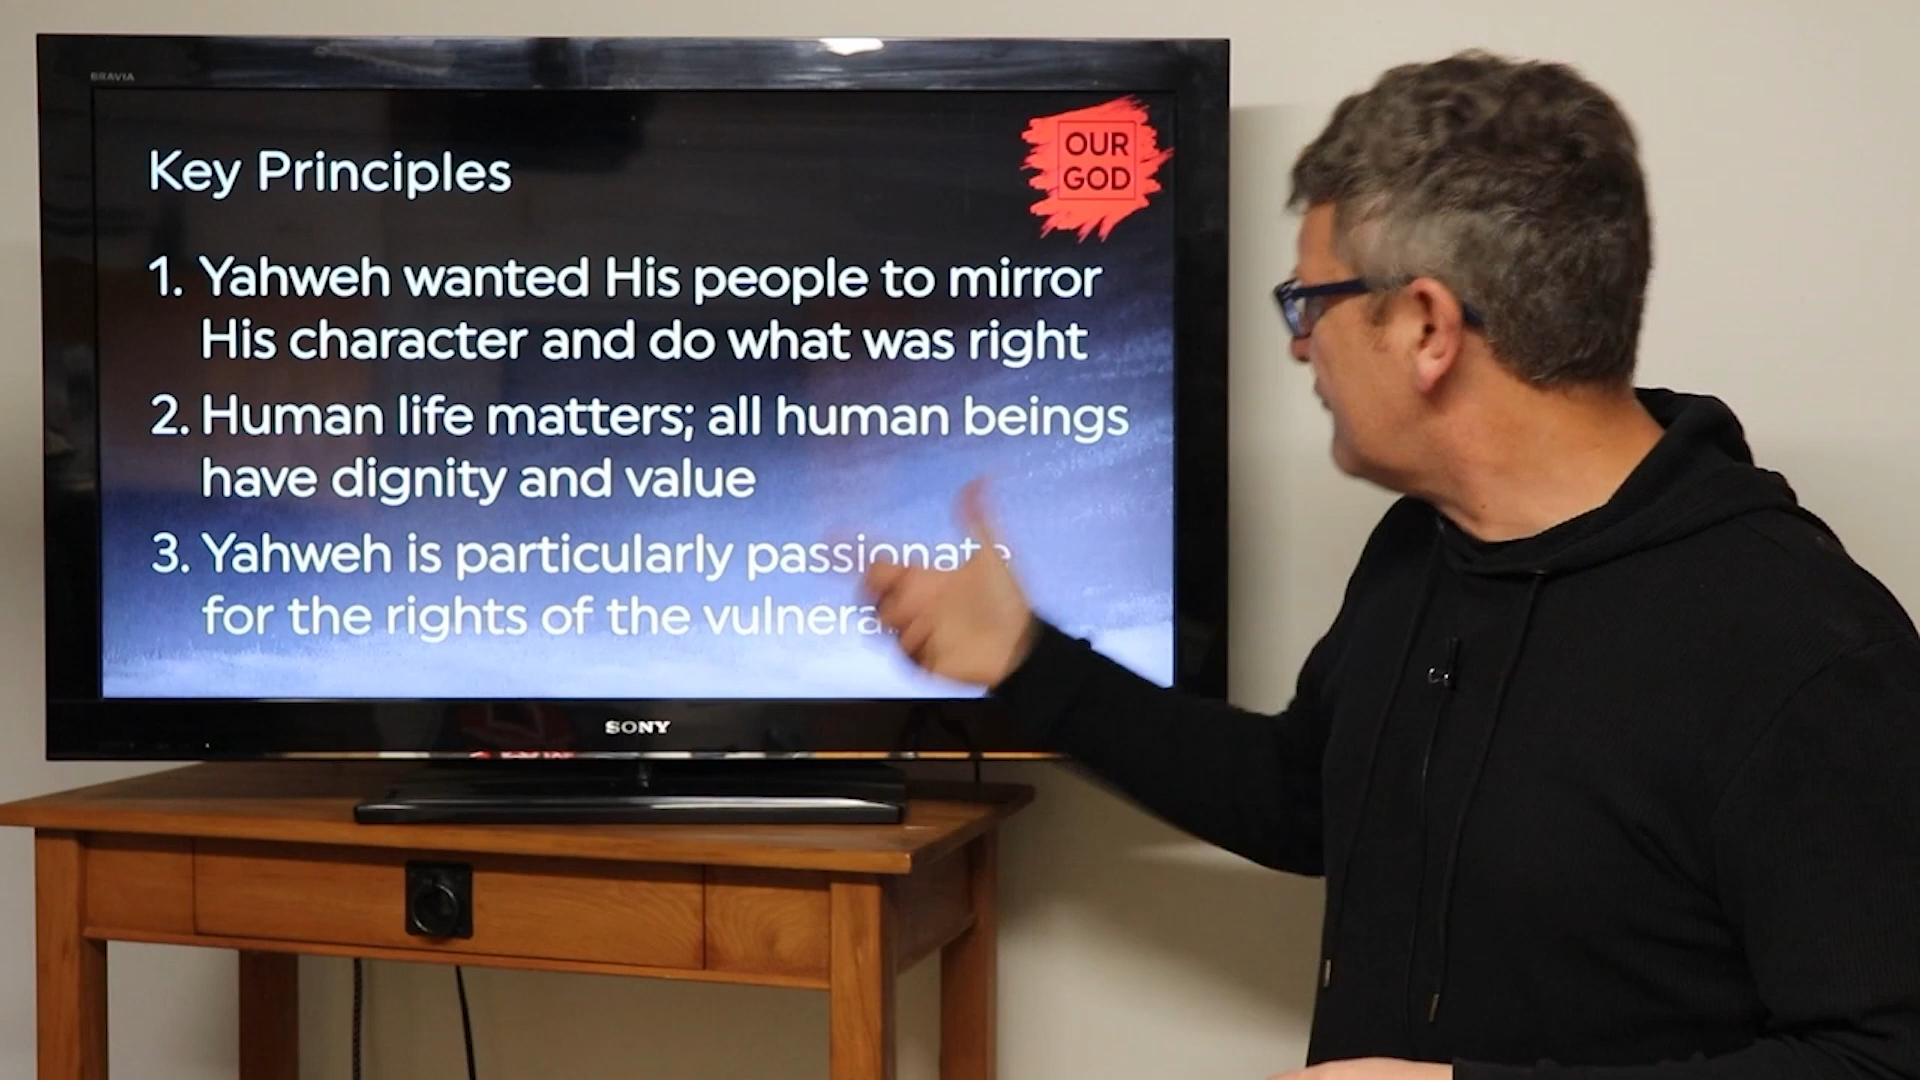 BRAVIA
OUR
GOD
Key Principles
1. Yahweh wanted His people to mirror
His character and do what was right
2. Human life matters; all human beings
have dignity and value
3. Yahweh is particularly passionate
for the rights of the
SONY